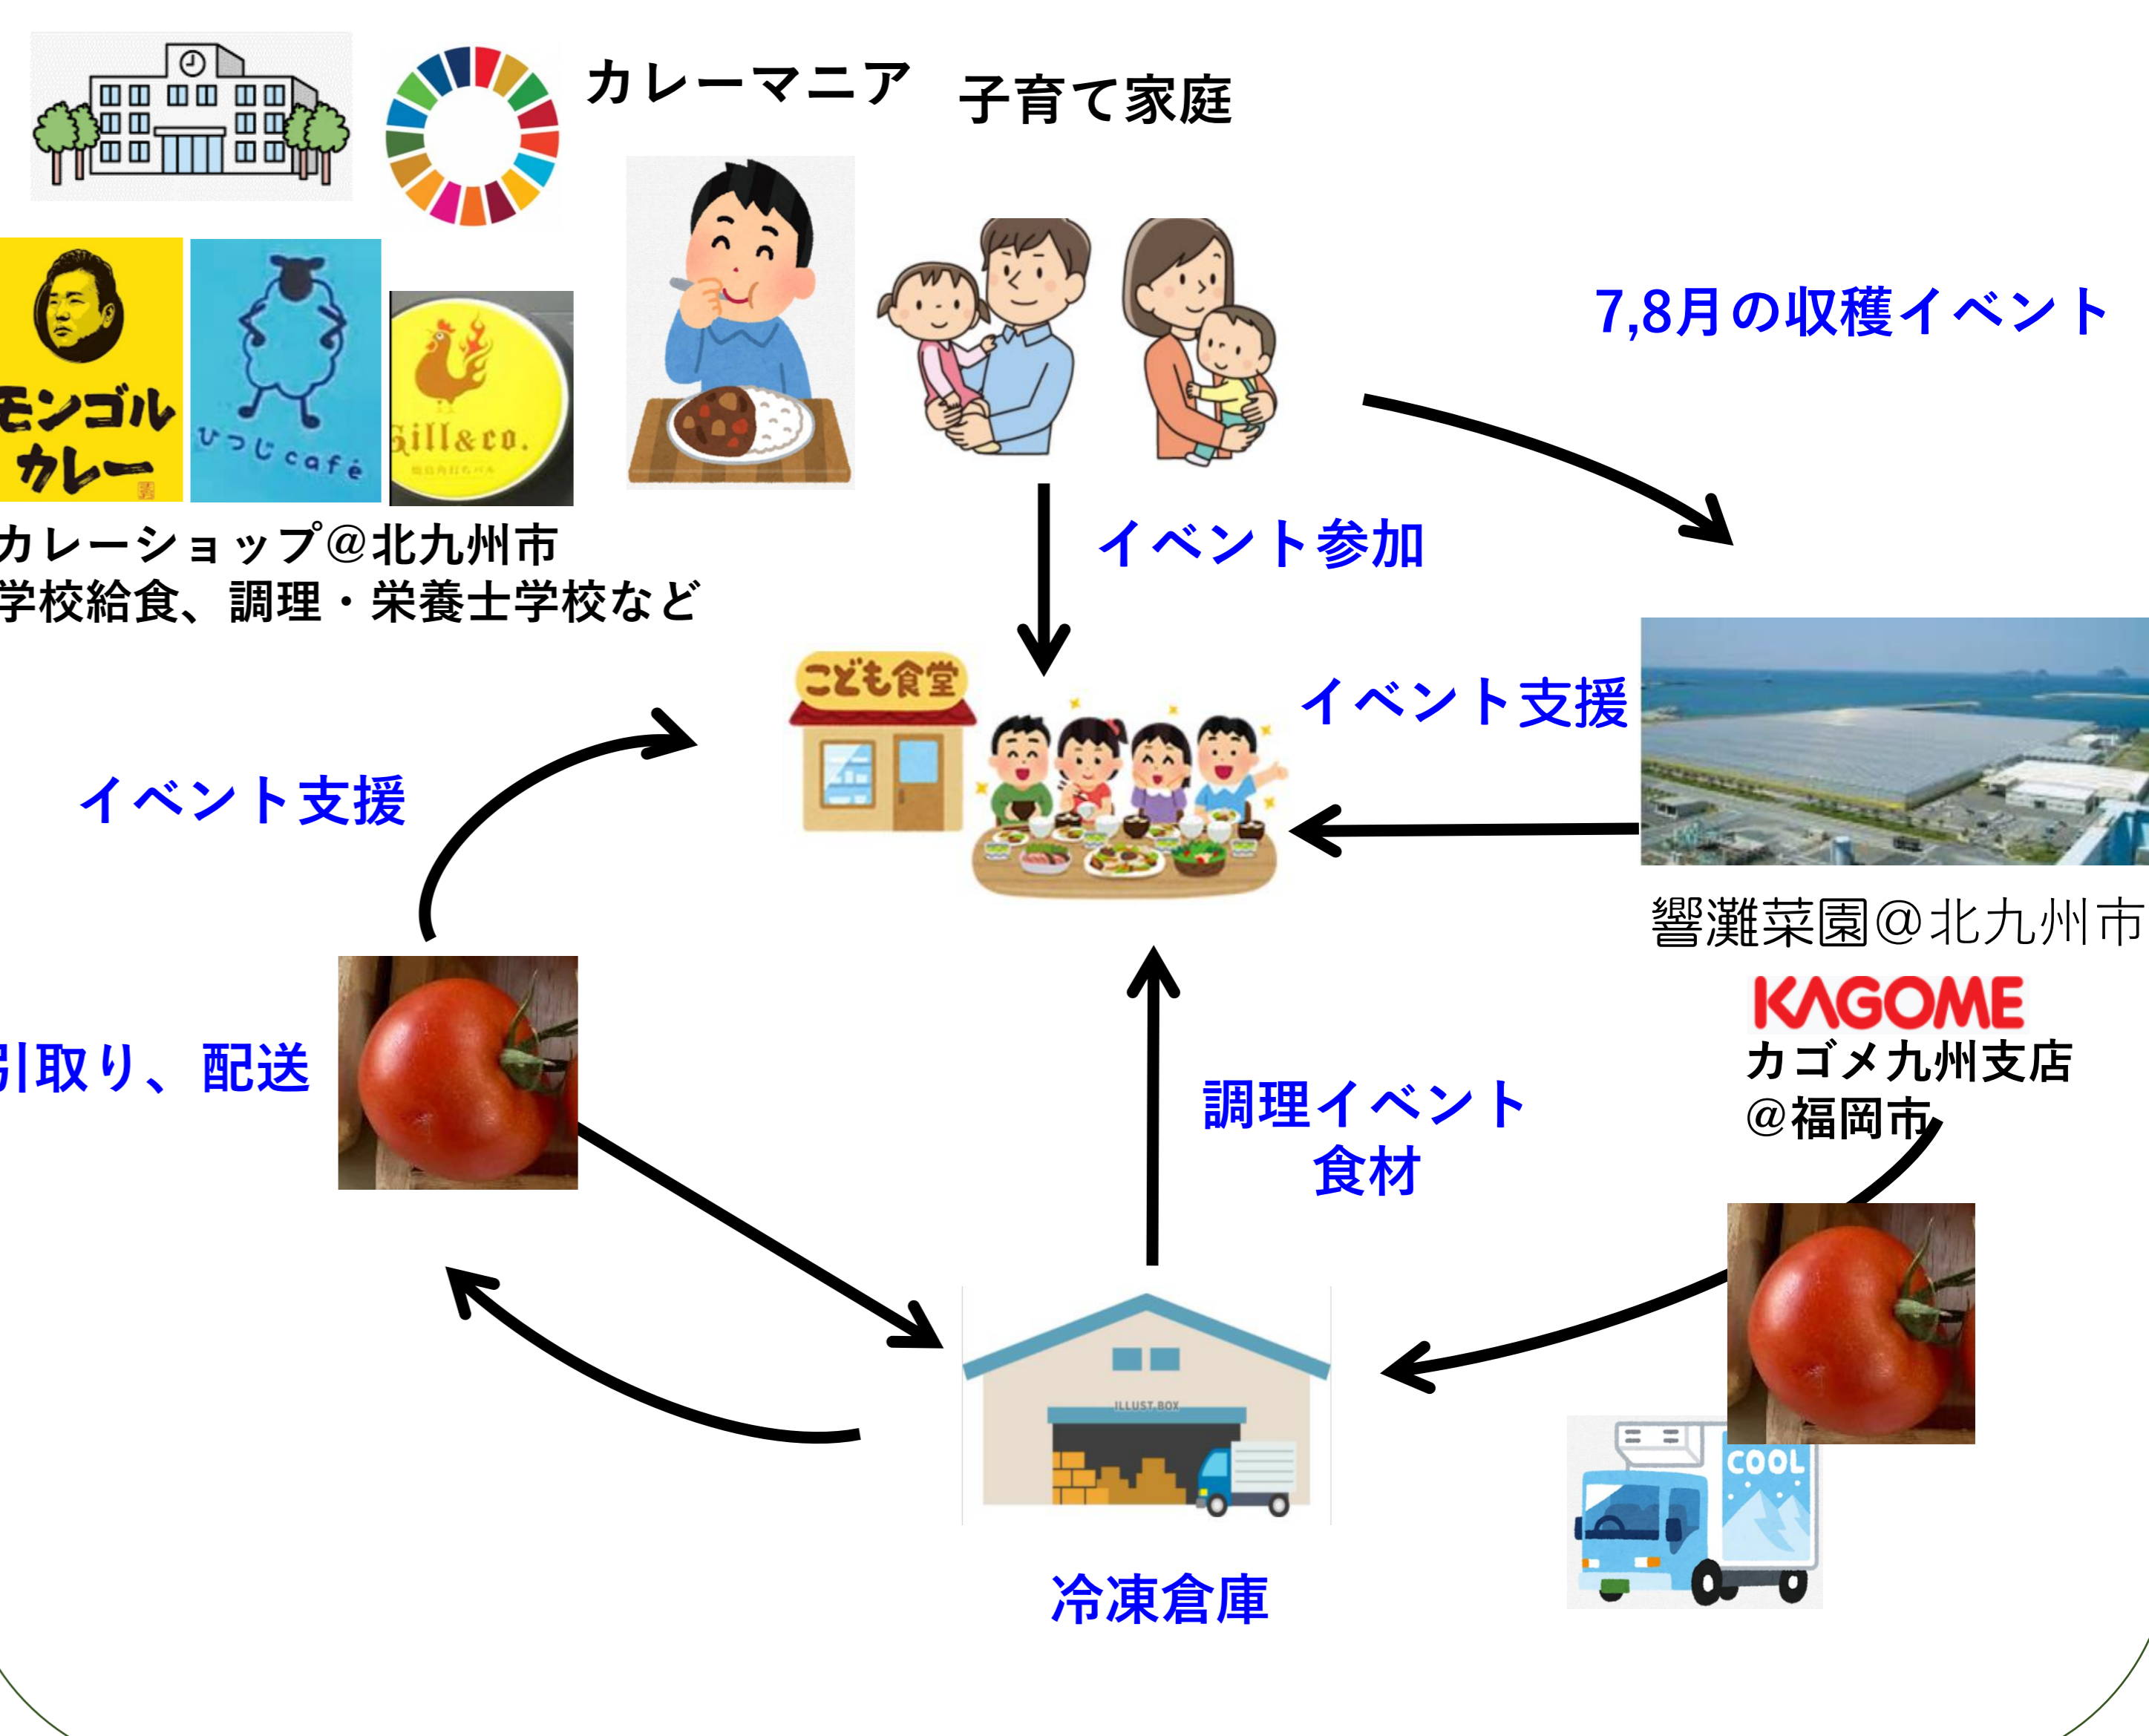 カレーマニア
子育て家庭
モンゴル
カレー
ひつじcafé
Gill&co.
7,8月の収穫イベント
カレーショップ@北九州市
学校給食、調理・栄養士学校など
イベント参加
こども食堂
イベント支援
イベント支援
響灘菜園@北九州市
KAGOME
カゴメ九州支店
@福岡市
引取り、配送
調理イベント
食材
ILLUST BOX
COOL
冷凍倉庫